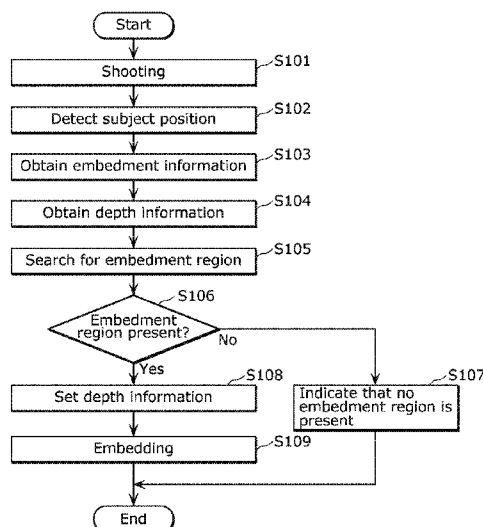 Start
S101
Shooting
S102
Detect subject position
S103
Obtain embedment information
S104
Obtain depth information
S105
Search for embedment region
S106
Embedment
region present?
No
Yes
S108
Set depth information
S107
Indicate that no
embedment region is
present
Embedding
S109
End